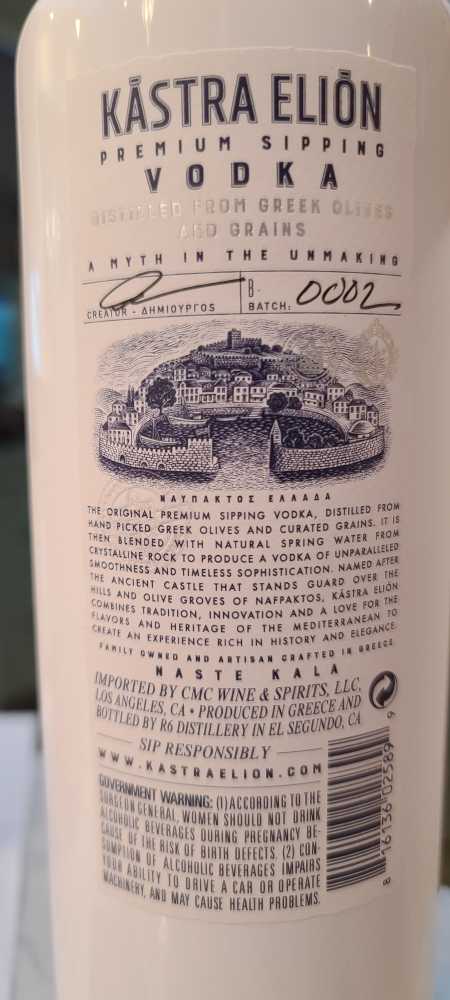 KĀSTRA ELIŌN
PREMIUM SIPPING
VODKA
DISTILLED FROM GREEK OLIVES
AND GRAINS
A MYTH IN THE UNMAKING
CREATOR - ΔΗΜΙΟΥΡΓΟS
B-
BATCH: 0002
ΝΑΥΠΑΚΤΟΣ ΕΛΛΑΔΑ
THE ORIGINAL PREMIUM SIPPING VODKA, DISTILLED FROM
HAND PICKED GREEK OLIVES AND CURATED GRAINS. IT IS
THEN BLENDED WITH NATURAL SPRING WATER FROM
CRYSTALLINE ROCK TO PRODUCE A VODKA OF UNPARALLELED
SMOOTHNESS AND TIMELESS SOPHISTICATION. NAMED AFTER
THE ANCIENT CASTLE THAT STANDS GUARD OVER THE
HILLS AND OLIVE GROVES OF NAFPAKTOS, KĀSTRA ELIŌN
COMBINES TRADITION, INNOVATION AND A LOVE FOR THE
FLAVORS AND HERITAGE OF THE MEDITERRANEAN TO
CREATE AN EXPERIENCE RICH IN HISTORY AND ELEGANCE.
FAMILY OWNED AND ARTISAN CRAFTED IN GREECE
NASTE KALA
IMPORTED BY CMC WINE & SPIRITS, LLC,
LOS ANGELES, CA • PRODUCED IN GREECE AND
BOTTLED BY R6 DISTILLERY IN EL SEGUNDO, CA
SIP RESPONSIBLY
WWW.KASTRAELION.COM
GOVERNMENT WARNING: (1) ACCORDING TO THE
SURGEON GENERAL, WOMEN SHOULD NOT DRINK
ALCOHOLIC BEVERAGES DURING PREGNANCY BE-
CAUSE OF THE RISK OF BIRTH DEFECTS. (2) CON-
SUMPTION OF ALCOHOLIC BEVERAGES IMPAIRS
YOUR ABILITY TO DRIVE A CAR OR OPERATE
MACHINERY, AND MAY CAUSE HEALTH PROBLEMS.
8 16136 02589 9